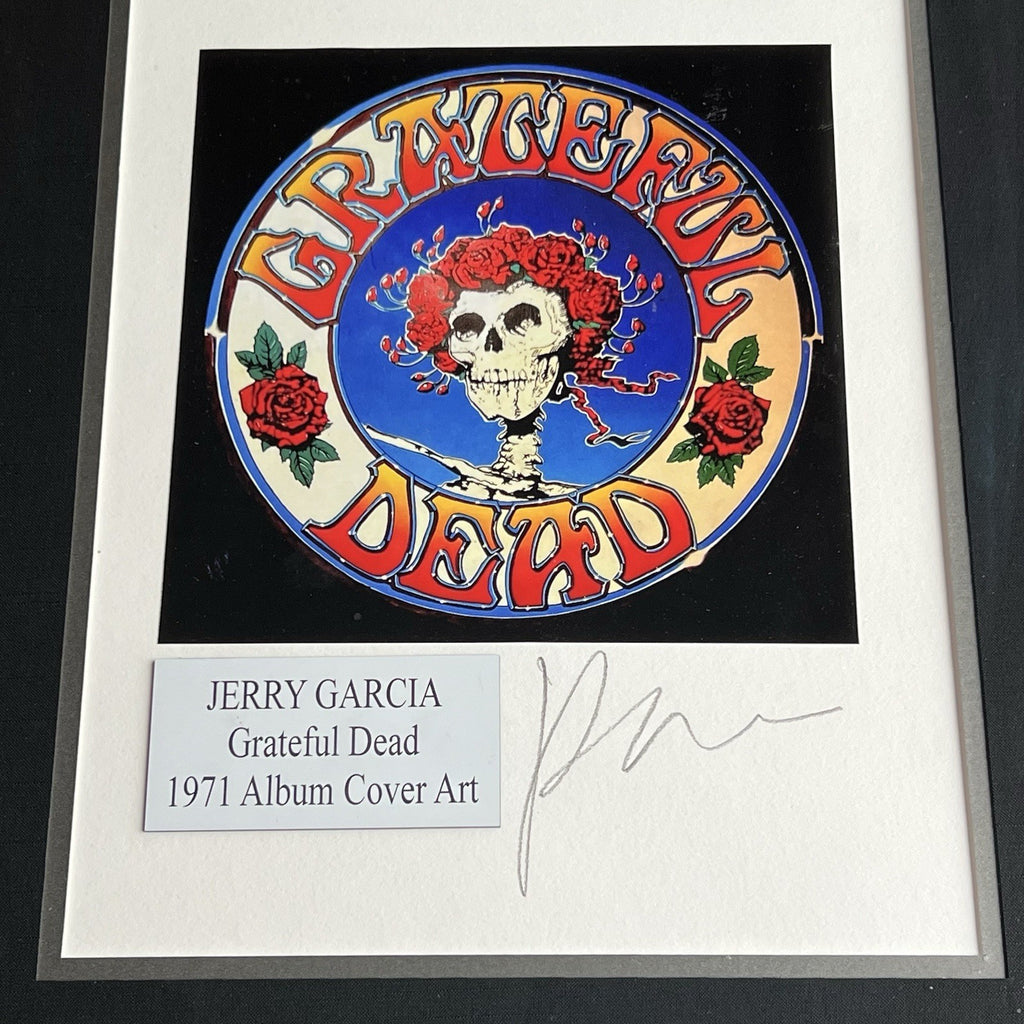 GRATEFUL
DEAD
JERRY GARCIA
Grateful Dead
1971 Album Cover Art